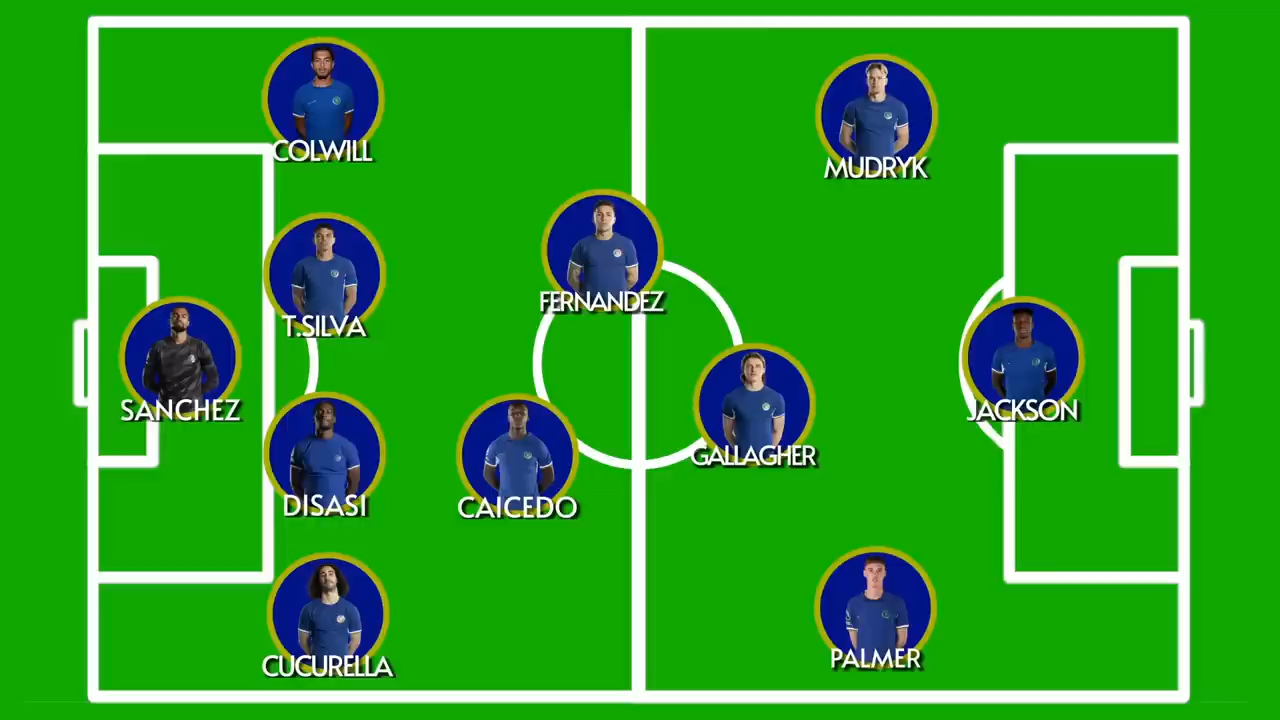 COLWILL
MUDRYK
FERNANDEZ
T.SILVA
SANCHEZ
JACKSON
GALLAGHER
DISASI
CAICEDO
CUCURELLA
PALMER